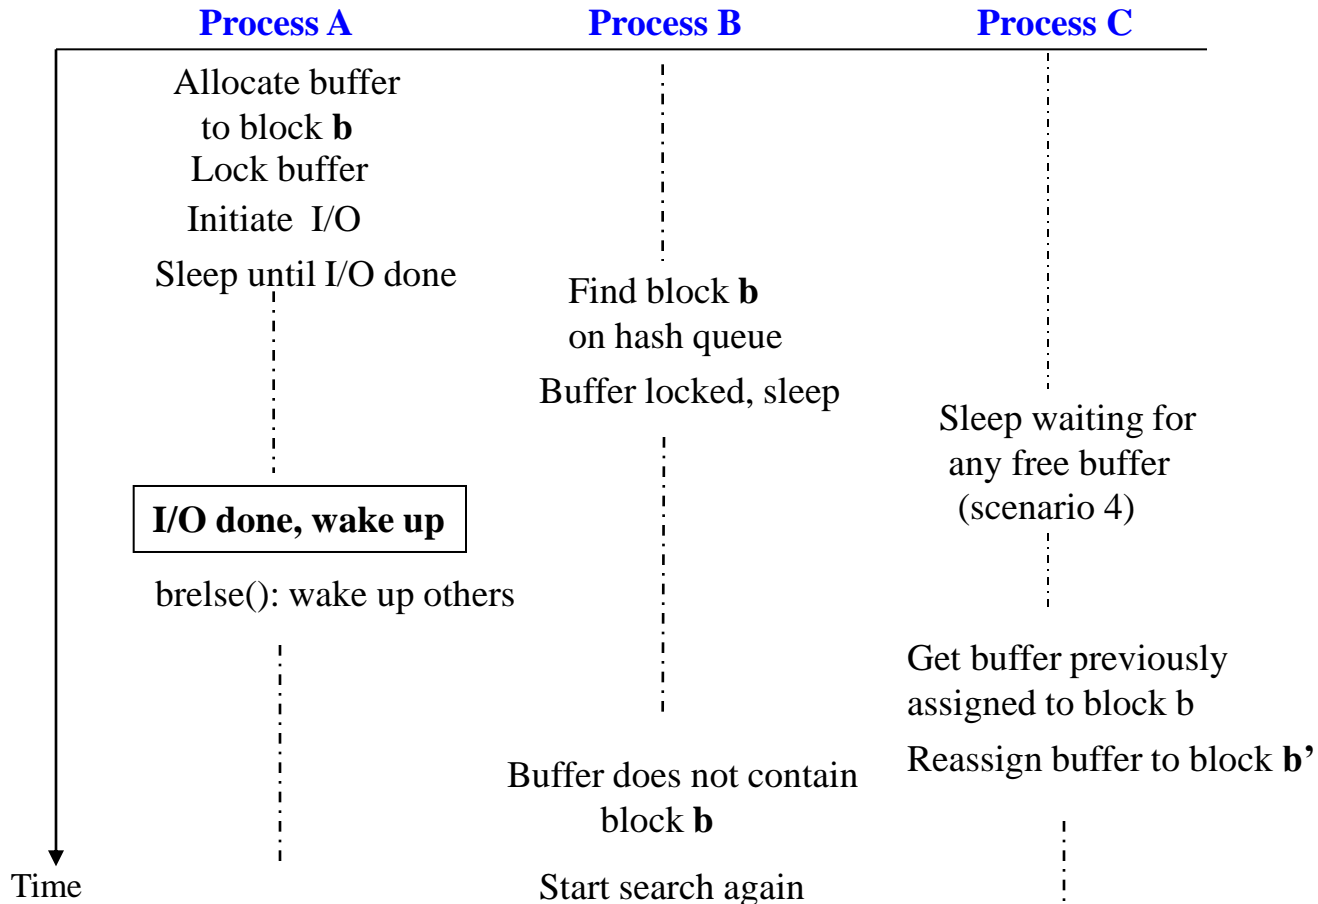 Process A
Process B
Process C
Allocate buffer
to block b
Lock buffer
Initiate I/O
Sleep until I/O done
Find block b
on hash queue
Buffer locked, sleep
Sleep waiting for
any free buffer
(scenario 4)
I/O done, wake up
brelse(): wake up others
Get buffer previously
assigned to block b
Reassign buffer to block b’
Buffer does not contain
block b
Start search again
Time